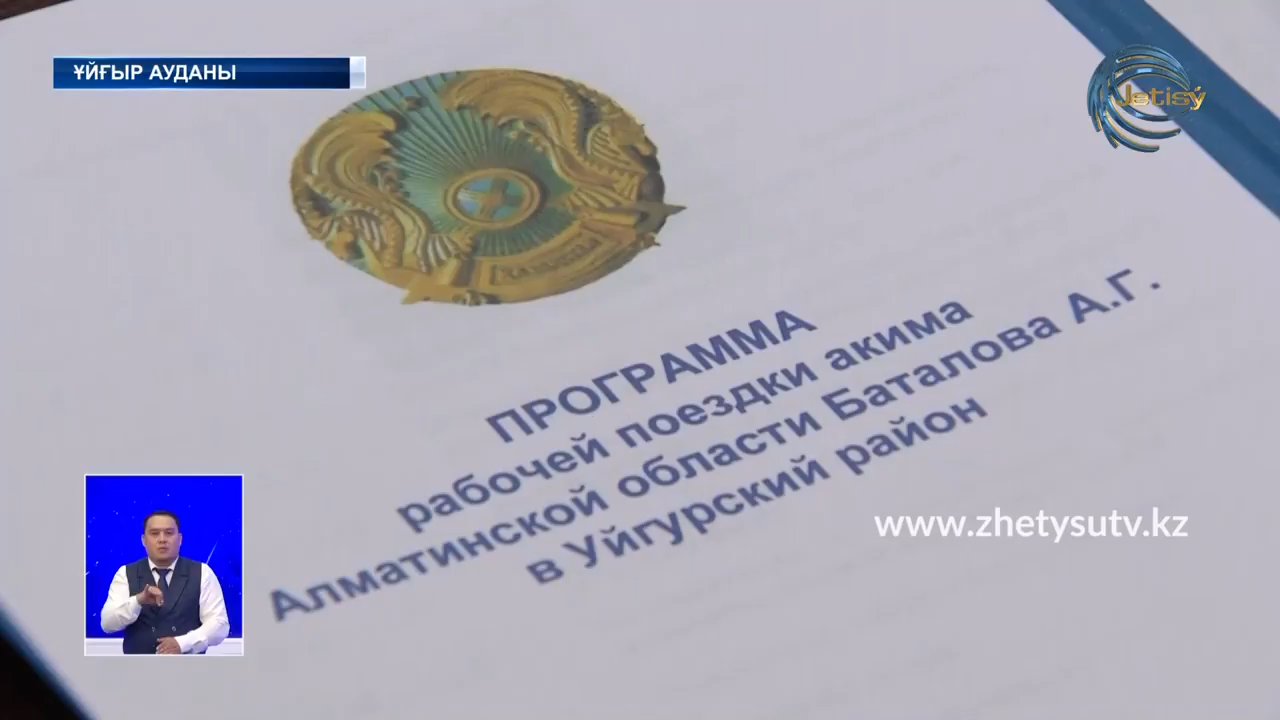 ҰЙҒЫР АУДАНЫ
Jetisý
ПРОГРАММА
рабочей поездки акима
Алматинской области Баталова А.Г.
в Уйгурский район
www.zhetysutv.kz